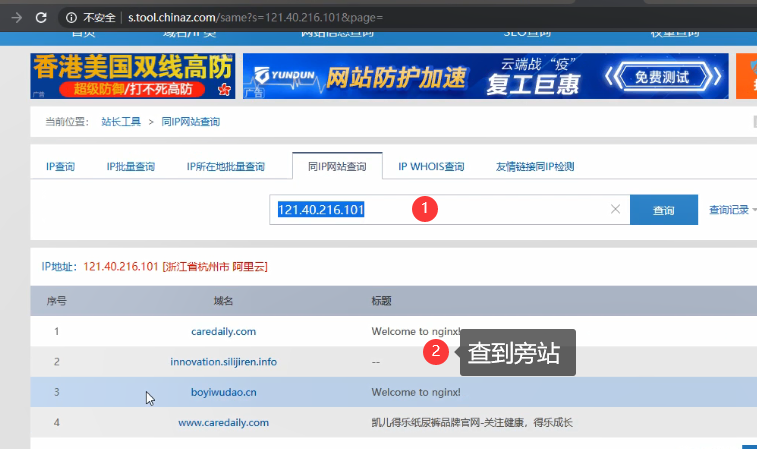 不安全 | s.tool.chinaz.com/same?s=121.40.216.101&page=
首页 域名/IP类 网站信息查询 SEO查询 权重查询
香港美国双线高防
超级防御/打不死高防
广告
YUNDUN 网站防护加速 云端战“疫” 复工巨惠 免费测试
广告
当前位置: 站长工具 > 同IP网站查询
IP查询 IP批量查询 IP所在地批量查询 同IP网站查询 IP WHOIS查询 友情链接同IP检测
121.40.216.101 1 查询 查询记录
IP地址: 121.40.216.101 [浙江省杭州市 阿里云]
序号 域名 标题
1 caredaily.com Welcome to nginx!
2 查到旁站
2 innovation.silijiren.info --
3 boyiwudao.cn Welcome to nginx!
4 www.caredaily.com 凯儿得乐纸尿裤品牌官网-关注健康，得乐成长